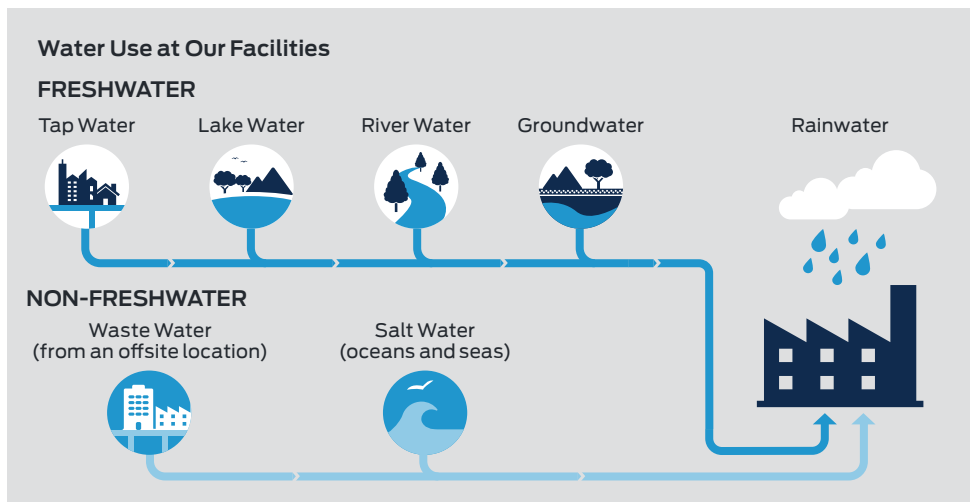 Water Use at Our Facilities
FRESHWATER
Tap Water
Lake Water
River Water
Groundwater
Rainwater
NON-FRESHWATER
Waste Water
(from an offsite location)
Salt Water
(oceans and seas)